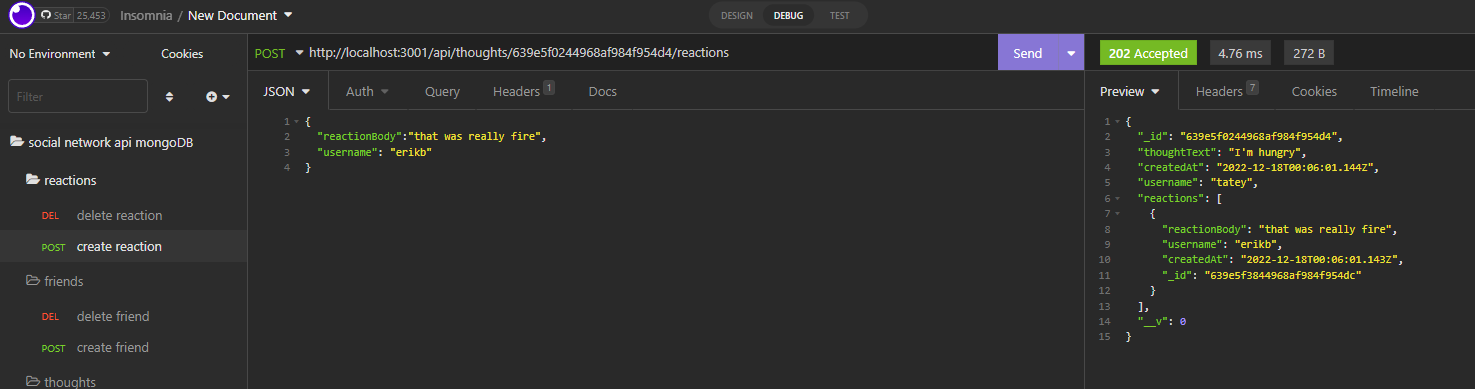 Star 25,453 Insomnia / New Document DESIGN DEBUG TEST
No Environment Cookies
Filter
social network api mongoDB
reactions
DEL delete reaction
POST create reaction
friends
DEL delete friend
POST create friend
thoughts
POST http://localhost:3001/api/thoughts/639e5f0244968af984f954d4/reactions Send
JSON Auth Query Headers 1 Docs
1 {
2 "reactionBody":"that was really fire",
3 "username": "erikb"
4 }
202 Accepted 4.76 ms 272 B
Preview Headers 7 Cookies Timeline
1 {
2 "_id": "639e5f0244968af984f954d4",
3 "thoughtText": "I'm hungry",
4 "createdAt": "2022-12-18T00:06:01.144Z",
5 "username": "tatey",
6 "reactions": [
7 {
8 "reactionBody": "that was really fire",
9 "username": "erikb",
10 "createdAt": "2022-12-18T00:06:01.143Z",
11 "_id": "639e5f3844968af984f954dc"
12 }
13 ],
14 "__v": 0
15 }